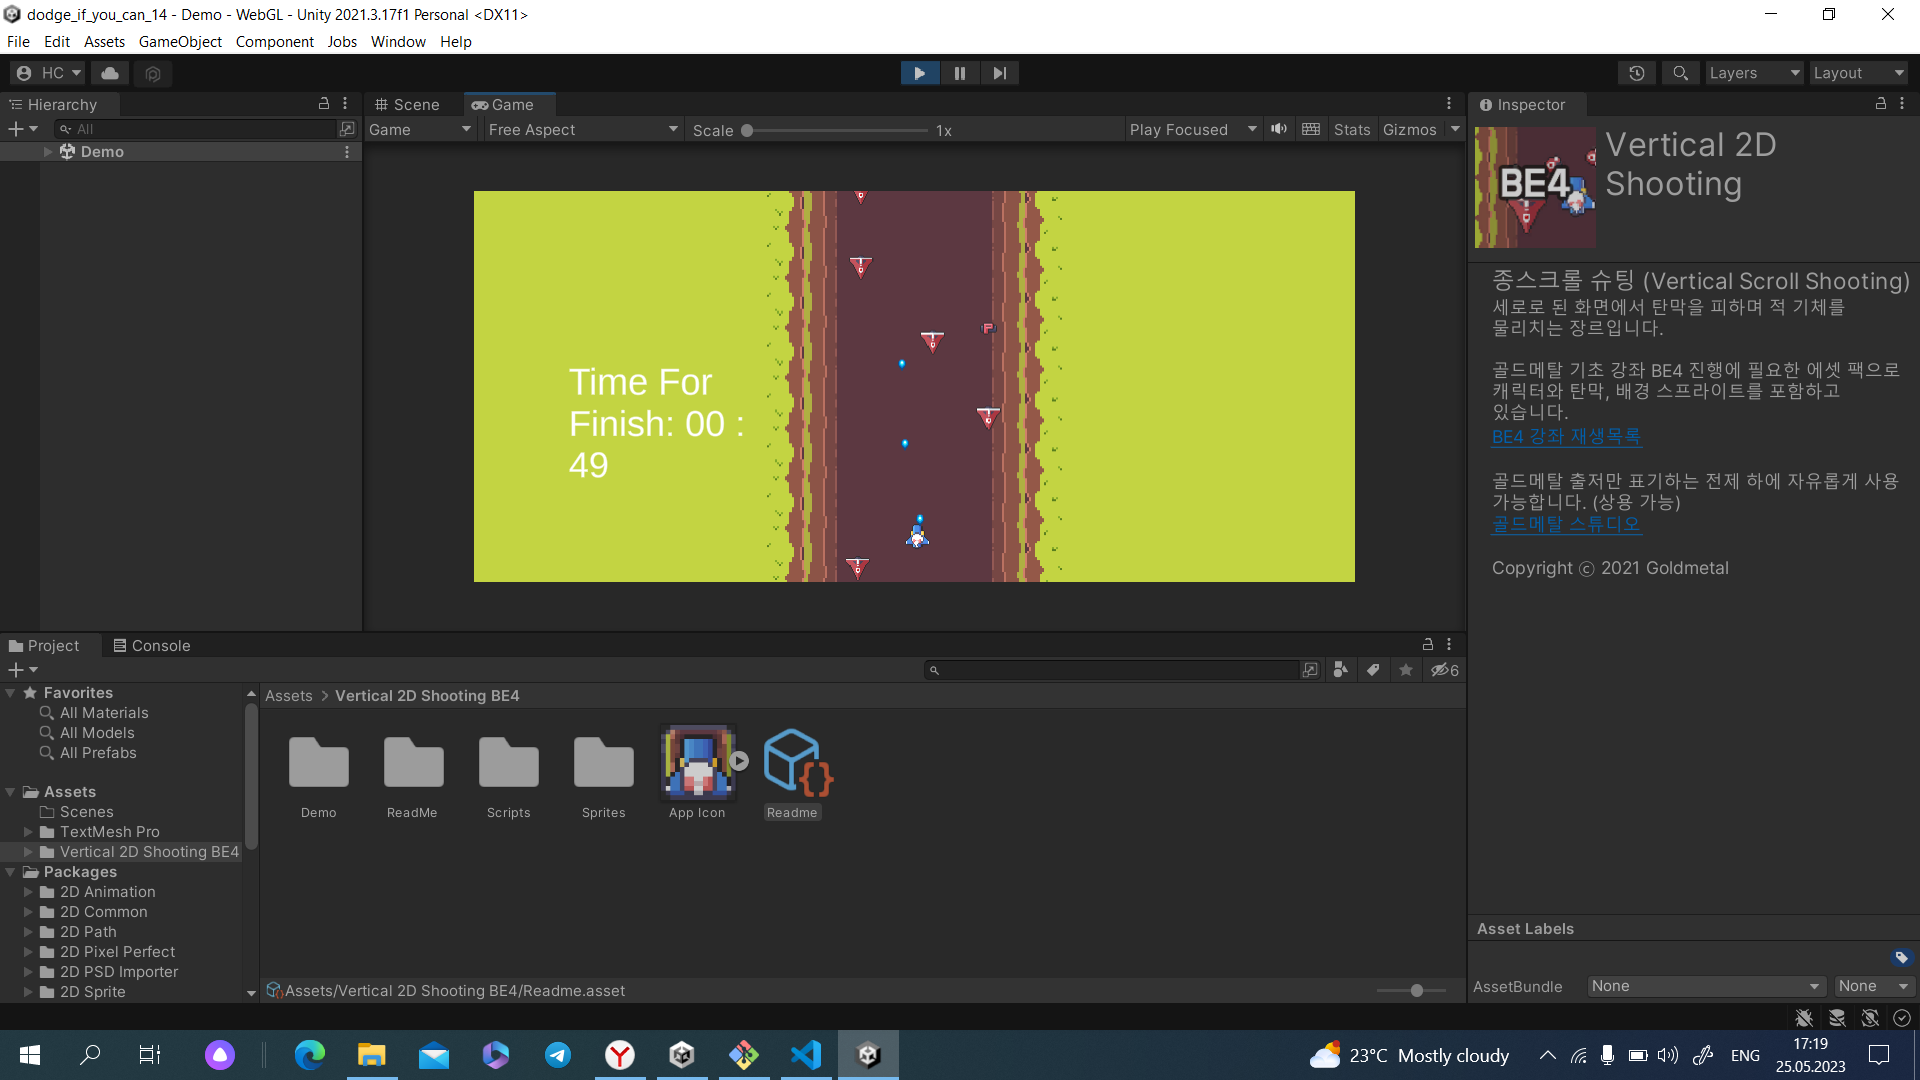 dodge_if_you_can_14 - Demo - WebGL - Unity 2021.3.17f1 Personal <DX11>
File Edit Assets GameObject Component Jobs Window Help
HC
Layers
Layout
Hierarchy
All
Demo
Scene
Game
Game
Free Aspect
Scale
1x
Play Focused
Stats
Gizmos
Time For
Finish: 00 :
49
P
Inspector
BE4
Vertical 2D
Shooting
종스크롤 슈팅 (Vertical Scroll Shooting)
세로로 된 화면에서 탄막을 피하며 적 기체를
물리치는 장르입니다.
골드메탈 기초 강좌 BE4 진행에 필요한 에셋 팩으로
캐릭터와 탄막, 배경 스프라이트를 포함하고
있습니다.
BE4 강좌 재생목록
골드메탈 출저만 표기하는 전제 하에 자유롭게 사용
가능합니다. (상용 가능)
골드메탈 스튜디오
Copyright ⓒ 2021 Goldmetal
Asset Labels
AssetBundle
None
None
Project
Console
6
Favorites
All Materials
All Models
All Prefabs
Assets
Scenes
TextMesh Pro
Vertical 2D Shooting BE4
Packages
2D Animation
2D Common
2D Path
2D Pixel Perfect
2D PSD Importer
2D Sprite
Assets > Vertical 2D Shooting BE4
Demo
ReadMe
Scripts
Sprites
App Icon
Readme
Assets/Vertical 2D Shooting BE4/Readme.asset
23°C Mostly cloudy
ENG
17:19
25.05.2023